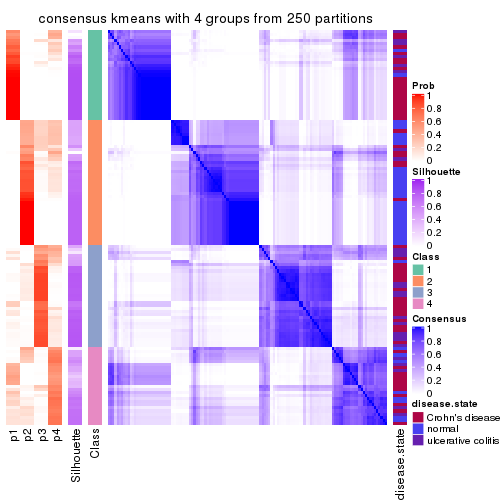 consensus kmeans with 4 groups from 250 partitions
Prob
1
0.8
0.6
0.4
0.2
0
Silhouette
1
0.8
0.6
0.4
0.2
0
Class
1
2
3
4
Consensus
1
0.8
0.6
0.4
0.2
0
disease.state
Crohn's disease
normal
ulcerative colitis
p1
p2
p3
p4
Silhouette
Class
disease.state